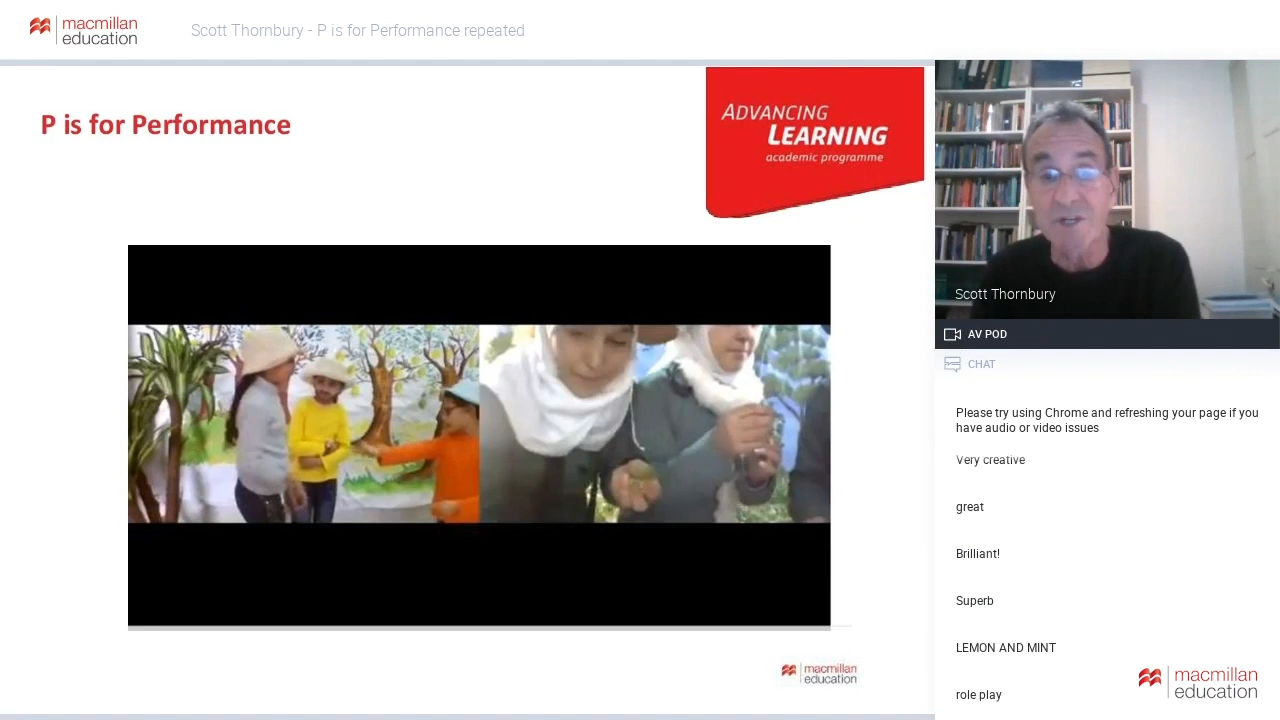 macmillan
education
Scott Thornbury - P is for Performance repeated
P is for Performance
ADVANCING
LEARNING
academic programme
macmillan
education
Scott Thornbury
AV POD
CHAT
Please try using Chrome and refreshing your page if you
have audio or video issues
Very creative
great
Brilliant!
Superb
LEMON AND MINT
role play
macmillan
education